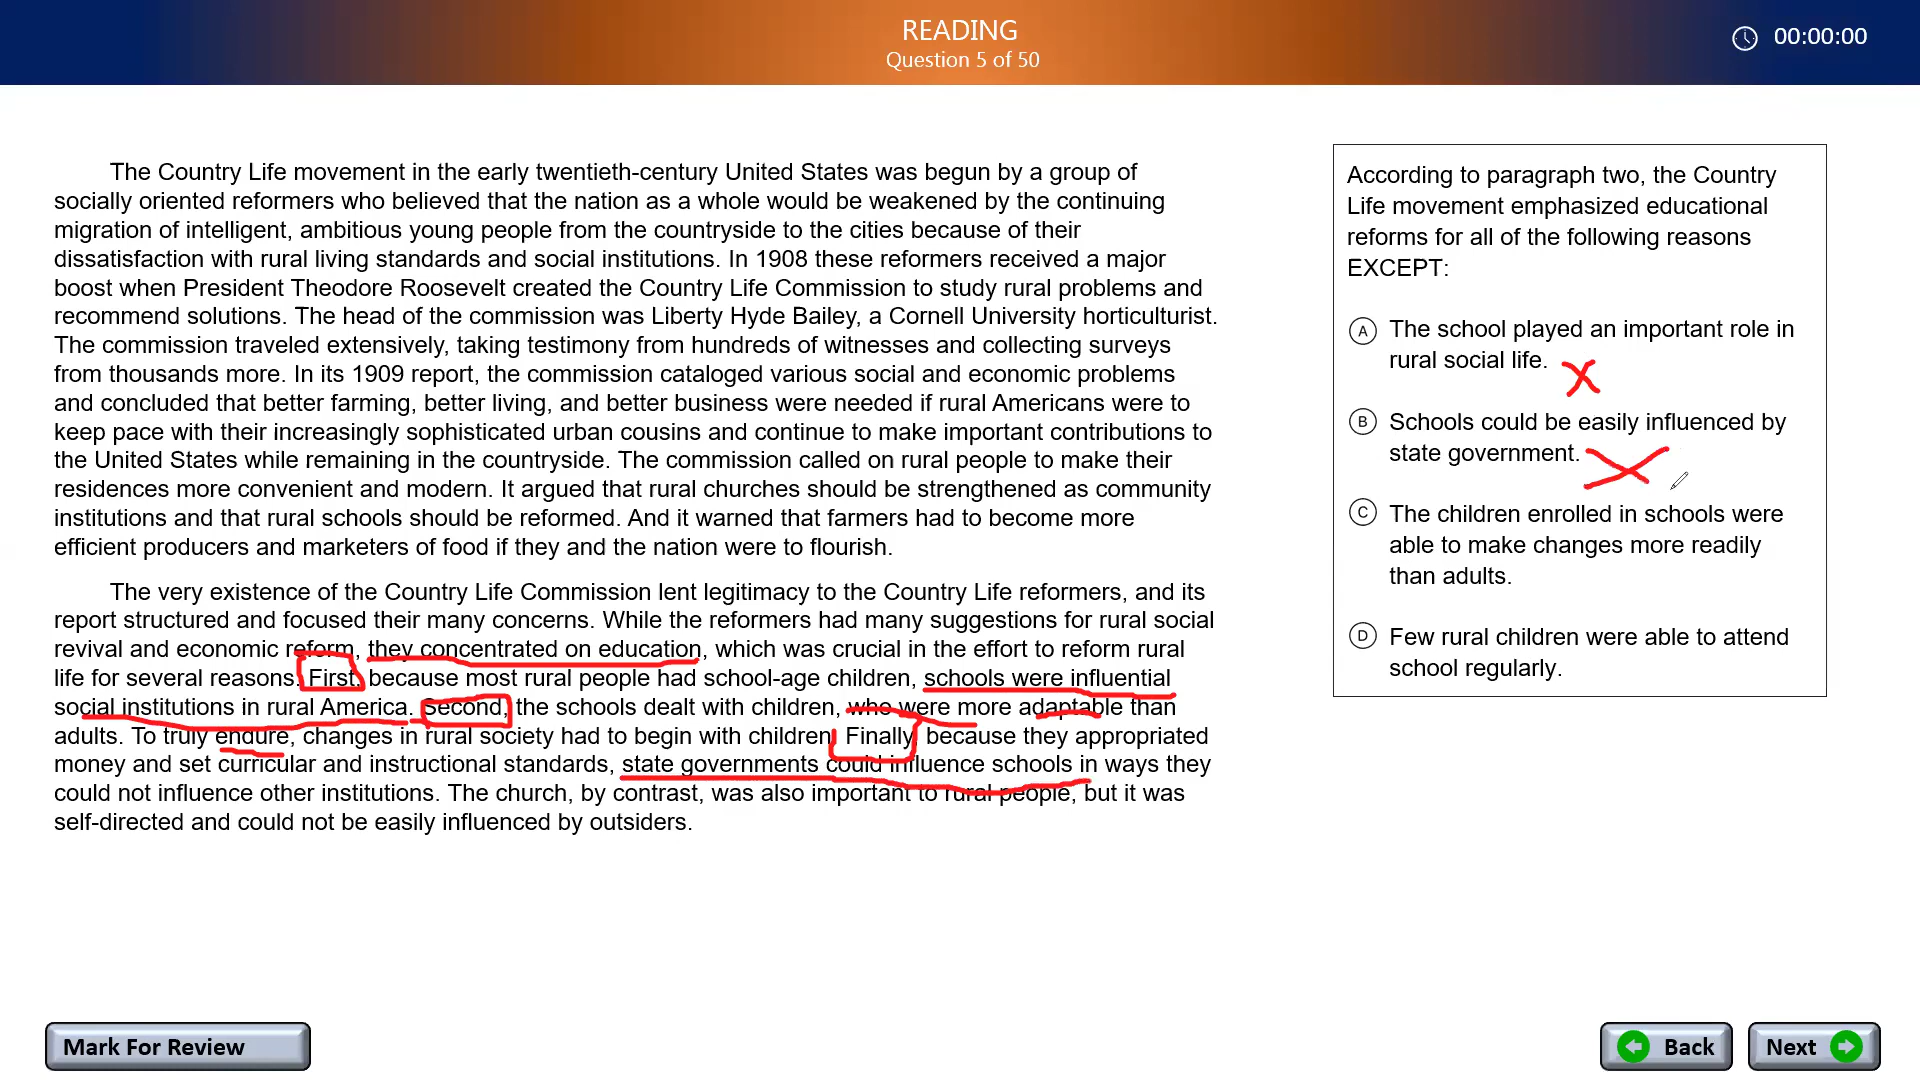 READING
Question 5 of 50
00:00:00
The Country Life movement in the early twentieth-century United States was begun by a group of
socially oriented reformers who believed that the nation as a whole would be weakened by the continuing
migration of intelligent, ambitious young people from the countryside to the cities because of their
dissatisfaction with rural living standards and social institutions. In 1908 these reformers received a major
boost when President Theodore Roosevelt created the Country Life Commission to study rural problems and
recommend solutions. The head of the commission was Liberty Hyde Bailey, a Cornell University horticulturist.
The commission traveled extensively, taking testimony from hundreds of witnesses and collecting surveys
from thousands more. In its 1909 report, the commission cataloged various social and economic problems
and concluded that better farming, better living, and better business were needed if rural Americans were to
keep pace with their increasingly sophisticated urban cousins and continue to make important contributions to
the United States while remaining in the countryside. The commission called on rural people to make their
residences more convenient and modern. It argued that rural churches should be strengthened as community
institutions and that rural schools should be reformed. And it warned that farmers had to become more
efficient producers and marketers of food if they and the nation were to flourish.
The very existence of the Country Life Commission lent legitimacy to the Country Life reformers, and its
report structured and focused their many concerns. While the reformers had many suggestions for rural social
revival and economic reform, they concentrated on education, which was crucial in the effort to reform rural
life for several reasons. First, because most rural people had school-age children, schools were influential
social institutions in rural America. Second, the schools dealt with children, who were more adaptable than
adults. To truly endure, changes in rural society had to begin with children. Finally, because they appropriated
money and set curricular and instructional standards, state governments could influence schools in ways they
could not influence other institutions. The church, by contrast, was also important to rural people, but it was
self-directed and could not be easily influenced by outsiders.
According to paragraph two, the Country
Life movement emphasized educational
reforms for all of the following reasons
EXCEPT:
A The school played an important role in
rural social life.
B Schools could be easily influenced by
state government.
C The children enrolled in schools were
able to make changes more readily
than adults.
D Few rural children were able to attend
school regularly.
Mark For Review
Back
Next